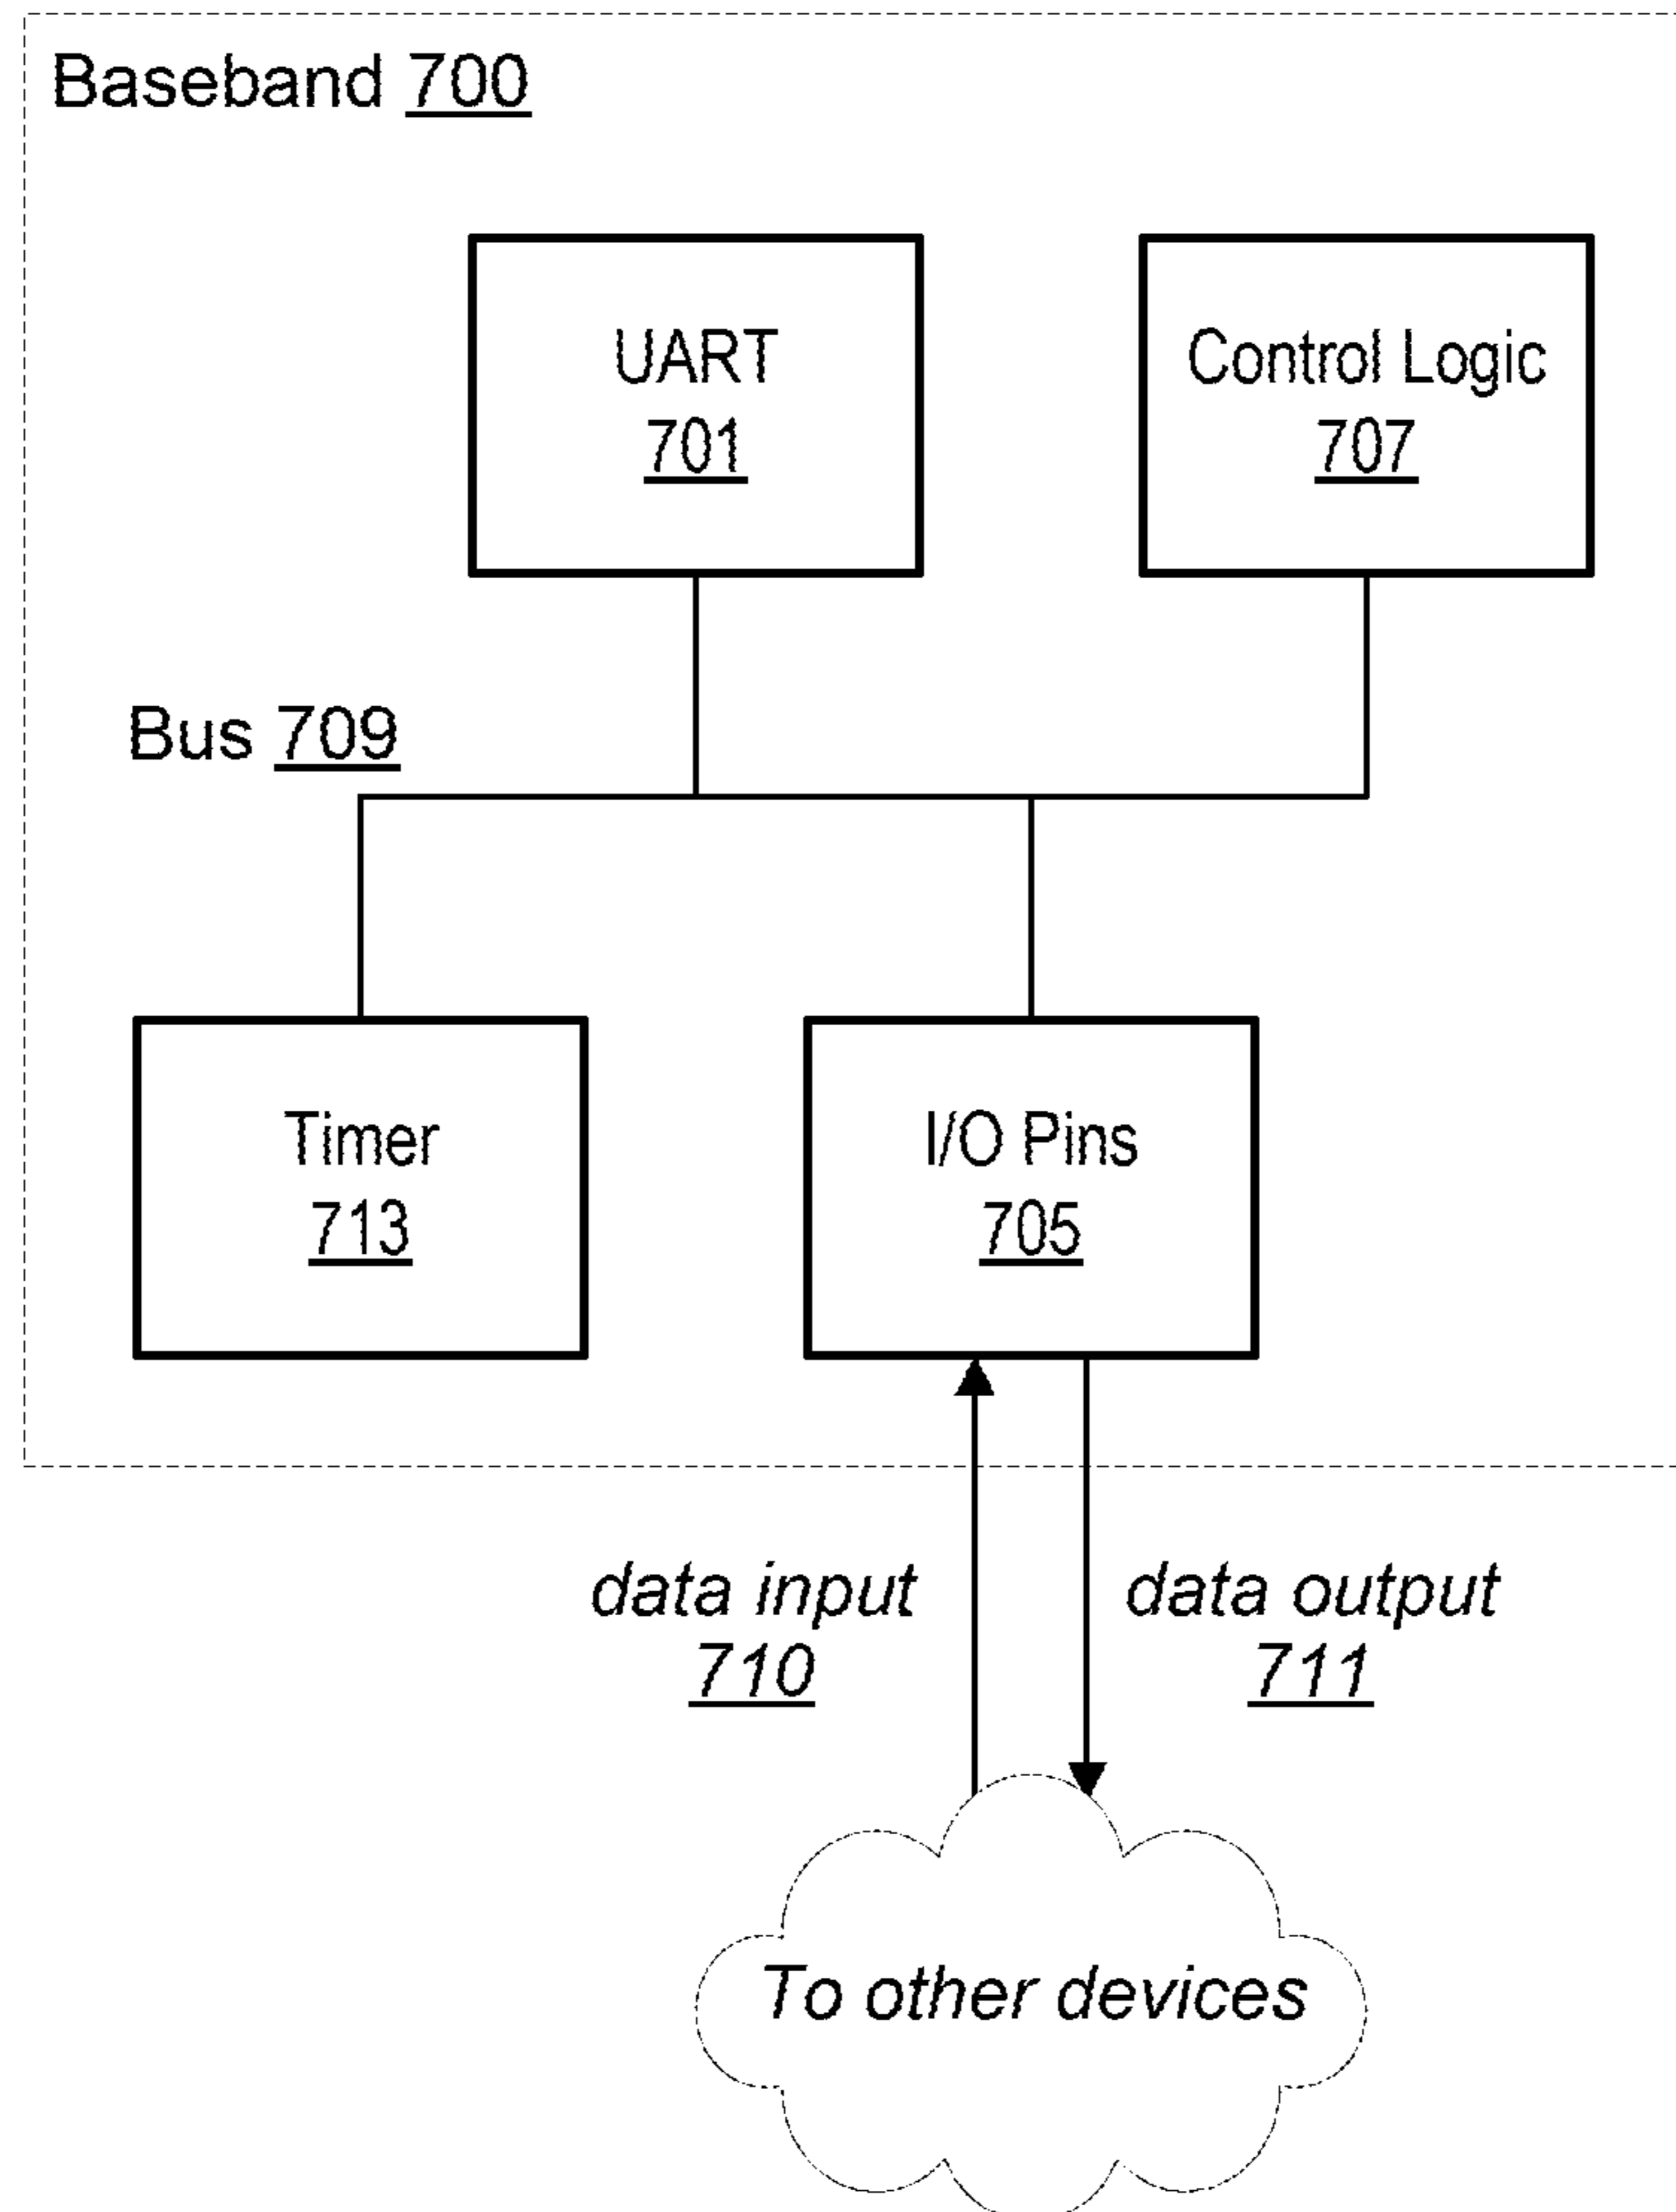 Baseband 700
UART
701
Control Logic
707
Bus 709
Timer
713
I/O Pins
705
data input
710
data output
711
To other devices